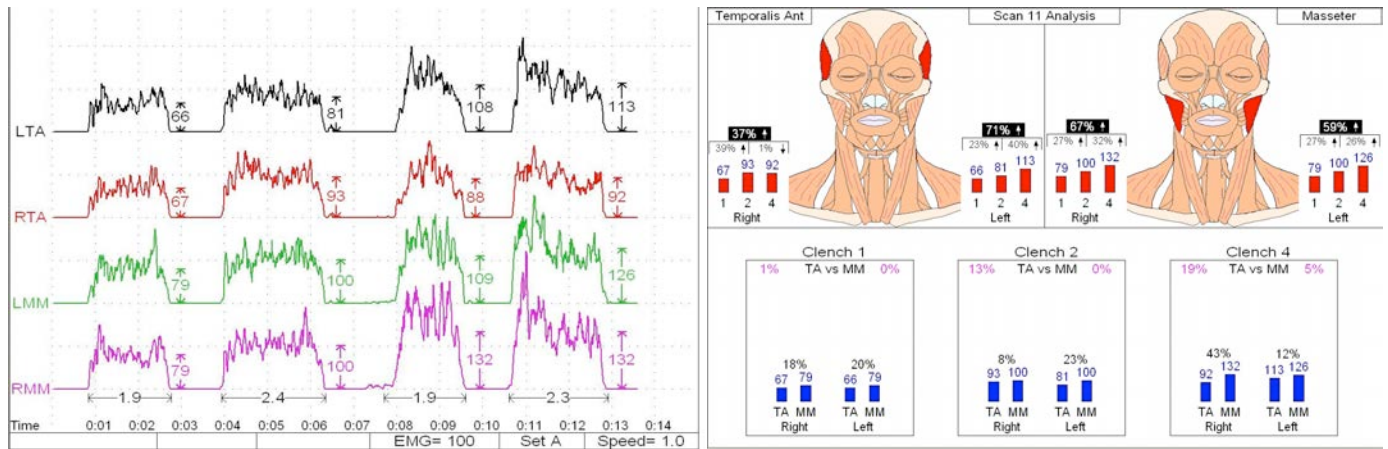 LTA 66 81 108 113
RTA 67 93 88 92
LMM 79 100 109 126
RMM 79 100 132 132
1.9 2.4 1.9 2.3
Time 0:01 0:02 0:03 0:04 0:05 0:06 0:07 0:08 0:09 0:10 0:11 0:12 0:13 0:14
EMG= 100 Set A Speed= 1.0
Temporalis Ant Scan 11 Analysis Masseter
37% ↑ 71% ↑ 67% ↑ 59% ↑
39% ↑ 1% ↓ 23% ↑ 40% ↑ 27% ↑ 32% ↑ 27% ↑ 26% ↑
67 93 92 66 81 113 79 100 132 79 100 126
1 2 4 1 2 4 1 2 4 1 2 4
Right Left Right Left
Clench 1 Clench 2 Clench 4
1% TA vs MM 0% 13% TA vs MM 0% 19% TA vs MM 5%
18% 20% 8% 23% 43% 12%
67 79 66 79 93 100 81 100 92 132 113 126
TA MM TA MM TA MM TA MM TA MM TA MM
Right Left Right Left Right Left